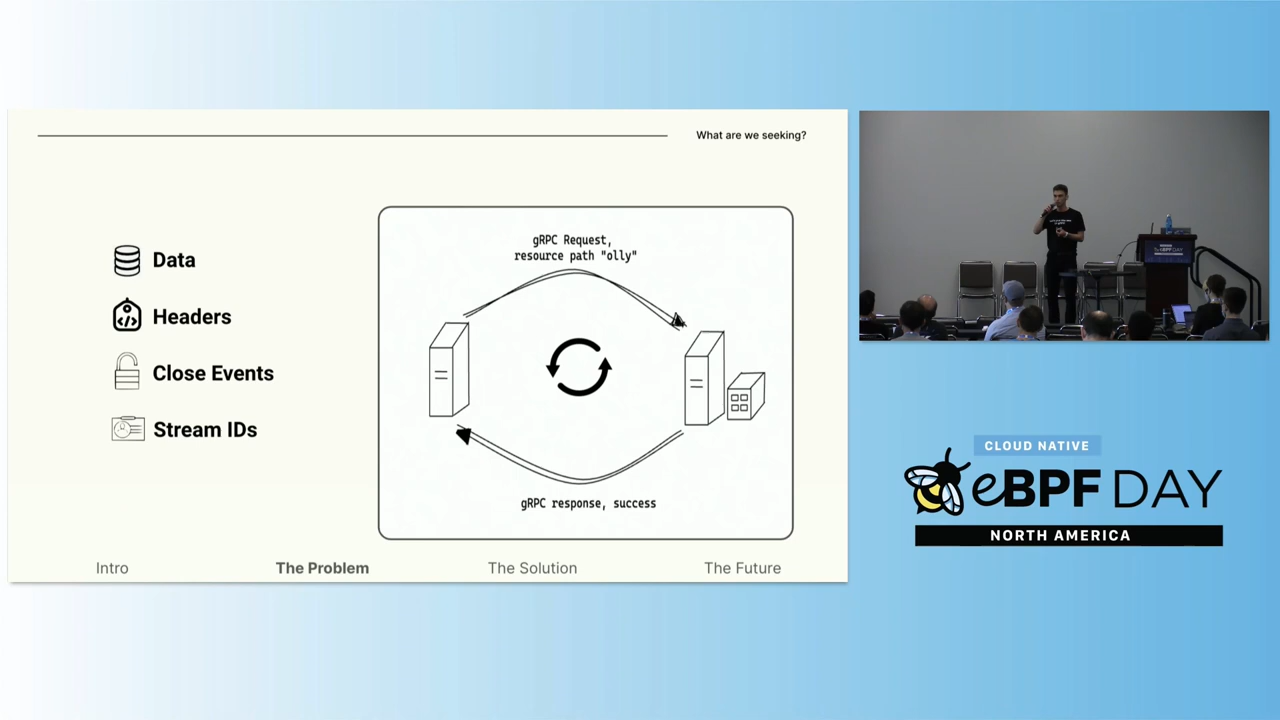 What are we seeking?
Data
Headers
Close Events
Stream IDs
gRPC Request,
resource path "olly"
gRPC response, success
Intro
The Problem
The Solution
The Future
CLOUD NATIVE
eBPF DAY
NORTH AMERICA